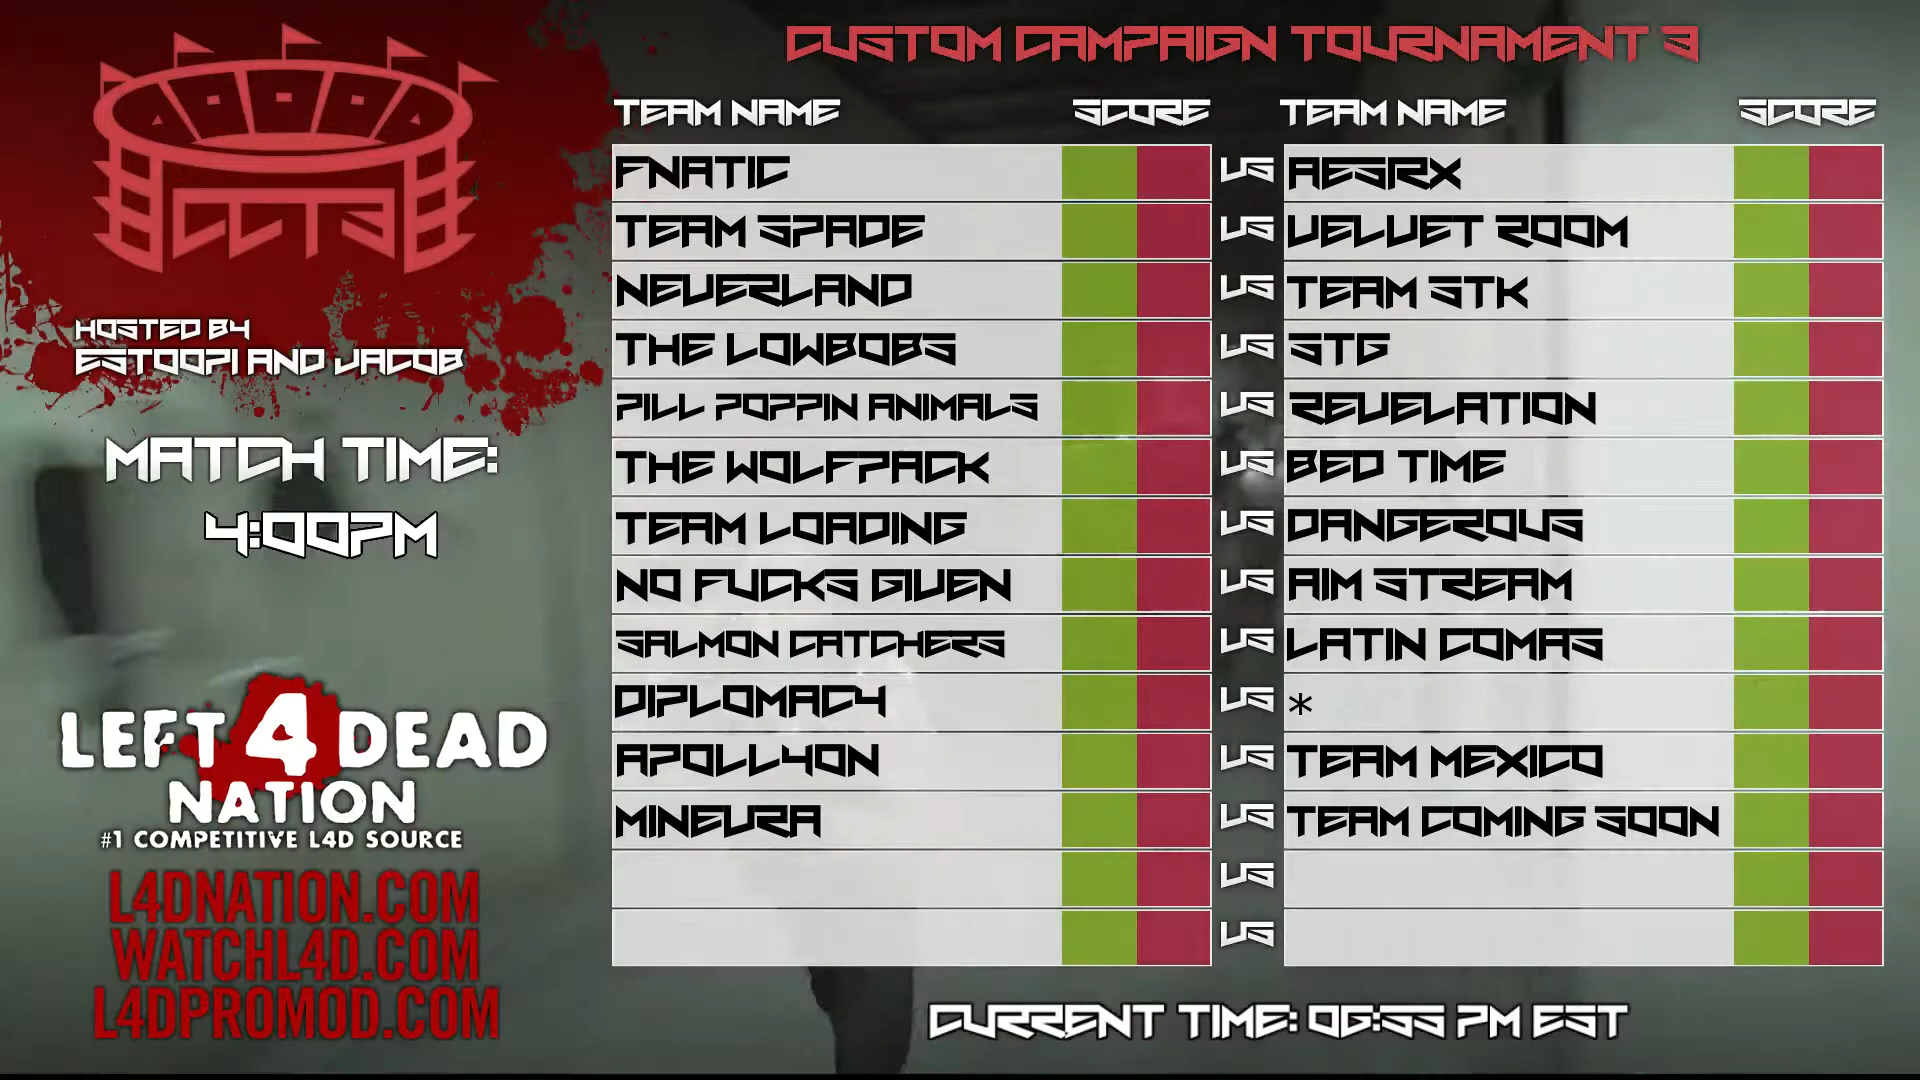 CUSTOM CAMPAIGN TOURNAMENT 3
CCT3
HOSTED BY
ESTOOPI AND JACOB
MATCH TIME:
4:00PM
LEFT 4 DEAD
NATION
#1 COMPETITIVE L4D SOURCE
L4DNATION.COM
WATCHL4D.COM
L4DPROMOD.COM
TEAM NAME SCORE TEAM NAME SCORE
FNATIC VS AESRX
TEAM SPADE VS VELVET ROOM
NEVERLAND VS TEAM STK
THE LOWBOBS VS STG
PILL POPPIN ANIMALS VS REVELATION
THE WOLFPACK VS BED TIME
TEAM LOADING VS DANGEROUS
NO FUCKS GIVEN VS AIM STREAM
SALMON CATCHERS VS LATIN COMAS
DIPLOMACY VS *
APOLLYON VS TEAM MEXICO
MINEVRA VS TEAM COMING SOON
VS
VS
CURRENT TIME: 06:55 PM EST